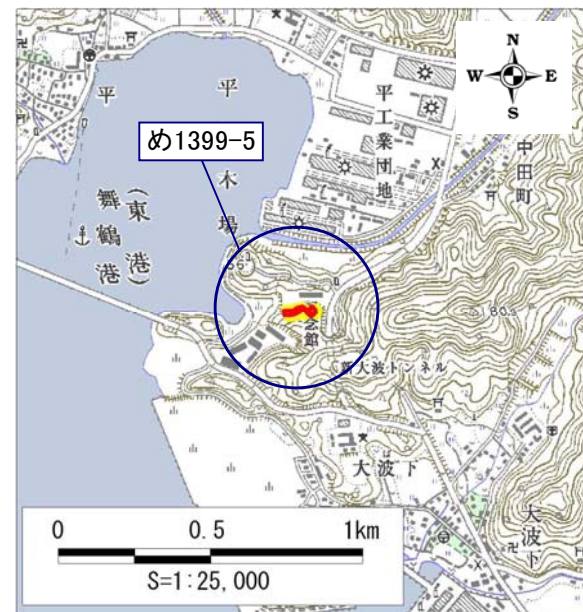 N
W E
S
平工業団地
中田町
平
平
木
場
め1399-5
舞鶴港
(東港)
180
会館
新大波トンネル
大波下
大波下
0 0.5 1km
S=1:25,000